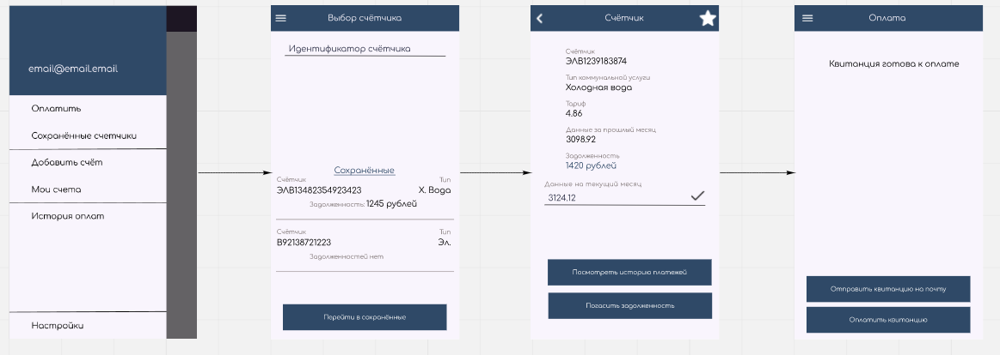 email@email.email
Оплатить
Сохранённые счетчики
Добавить счёт
Мои счета
История оплат
Настройки
Выбор счётчика
Идентификатор счётчика
Сохранённые
Счётчик Тип
ЭЛВ13482354923423 Х. Вода
Задолженность: 1245 рублей
Счётчик Тип
В92138721223 Эл.
Задолженностей нет
Перейти в сохранённые
Счётчик
Счётчик
ЭЛВ1239183874
Тип коммунальной услуги
Холодная вода
Тариф
4.86
Данные за прошлый месяц
3098.92
Задолженность
1420 рублей
Данные на текущий месяц
3124.12
Посмотреть историю платежей
Погасить задолженность
Оплата
Квитанция готова к оплате
Отправить квитанцию на почту
Оплатить квитанцию